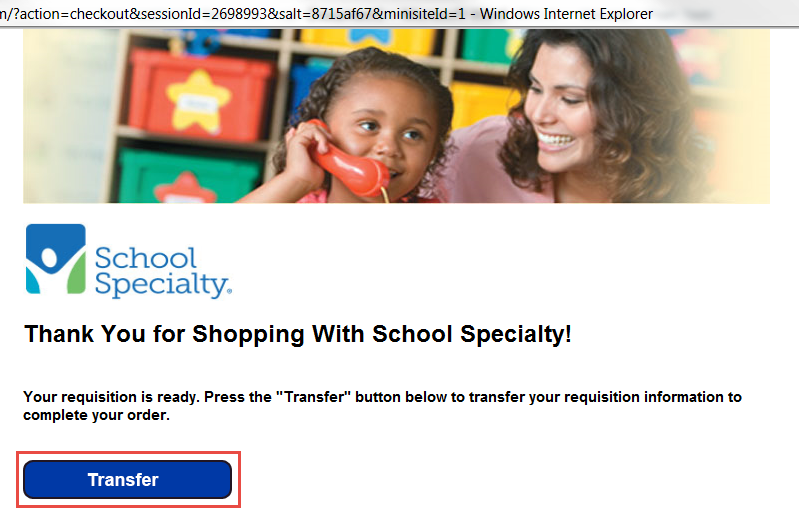 m/?action=checkout&sessionId=2698993&salt=8715af67&minisiteId=1 - Windows Internet Explorer
School
Specialty®
Thank You for Shopping With School Specialty!
Your requisition is ready. Press the "Transfer" button below to transfer your requisition information to
complete your order.
Transfer